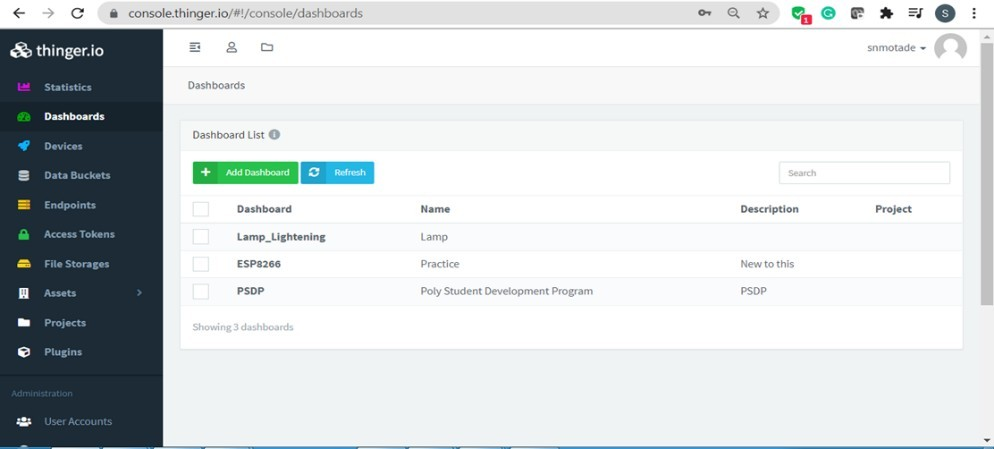 console.thinger.io/#!/console/dashboards
1
S
thinger.io
snmotade
Statistics
Dashboards
Devices
Data Buckets
Endpoints
Access Tokens
File Storages
Assets
Projects
Plugins
Administration
User Accounts
Dashboards
Dashboard List
Add Dashboard Refresh Search
Dashboard Name Description Project
Lamp_Lightening Lamp
ESP8266 Practice New to this
PSDP Poly Student Development Program PSDP
Showing 3 dashboards